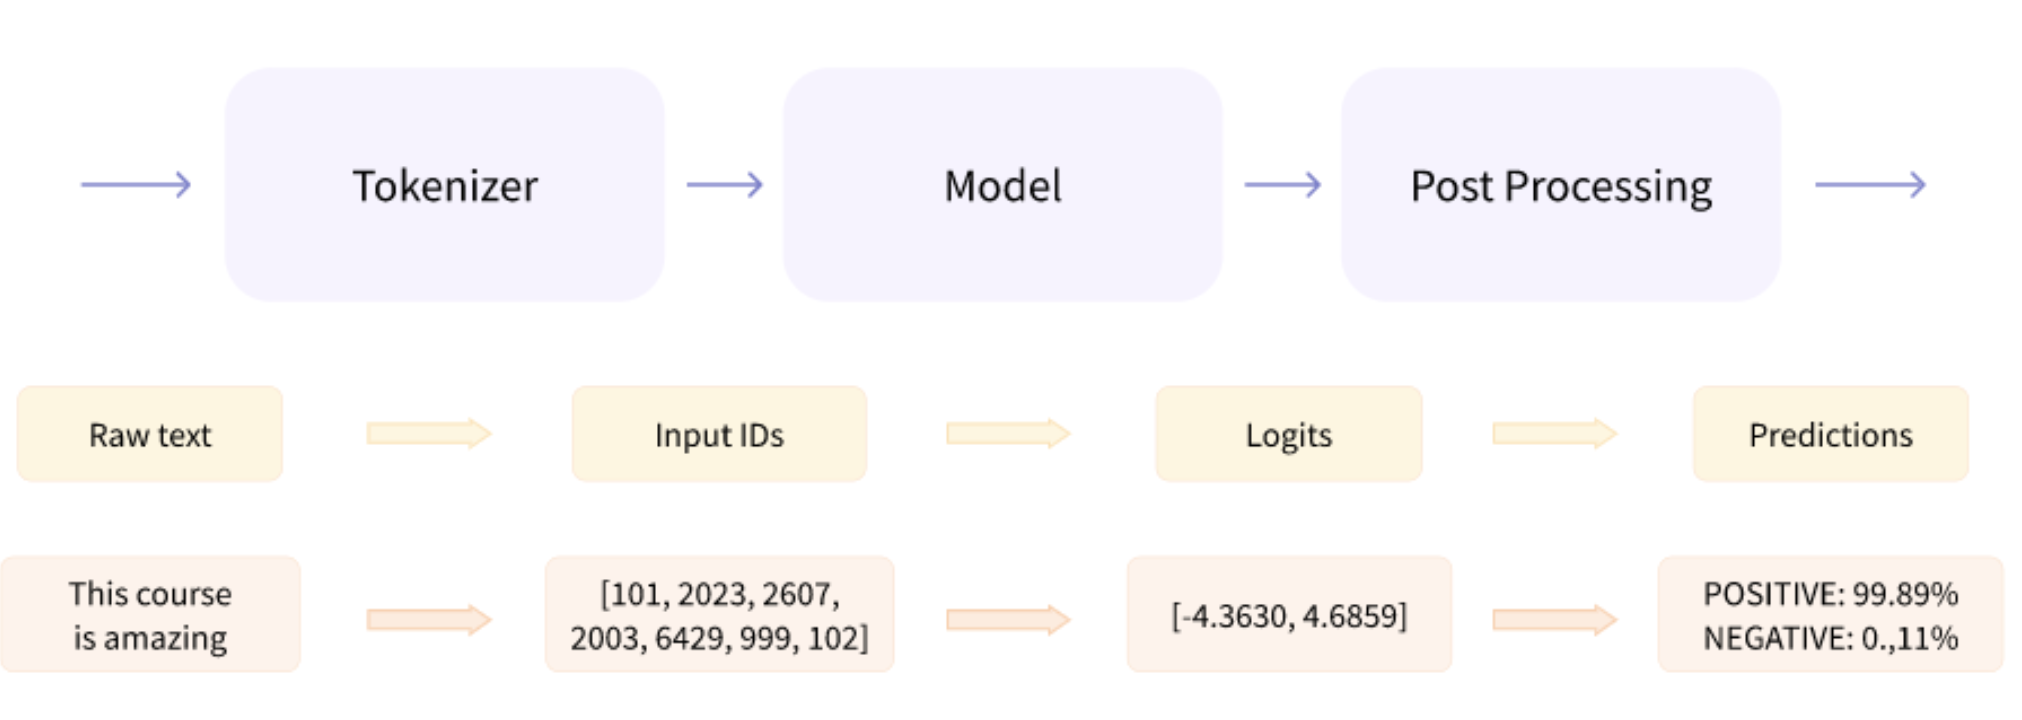 Tokenizer
Model
Post Processing
Raw text
Input IDs
Logits
Predictions
This course
is amazing
[101, 2023, 2607,
2003, 6429, 999, 102]
[-4.3630, 4.6859]
POSITIVE: 99.89%
NEGATIVE: 0.,11%